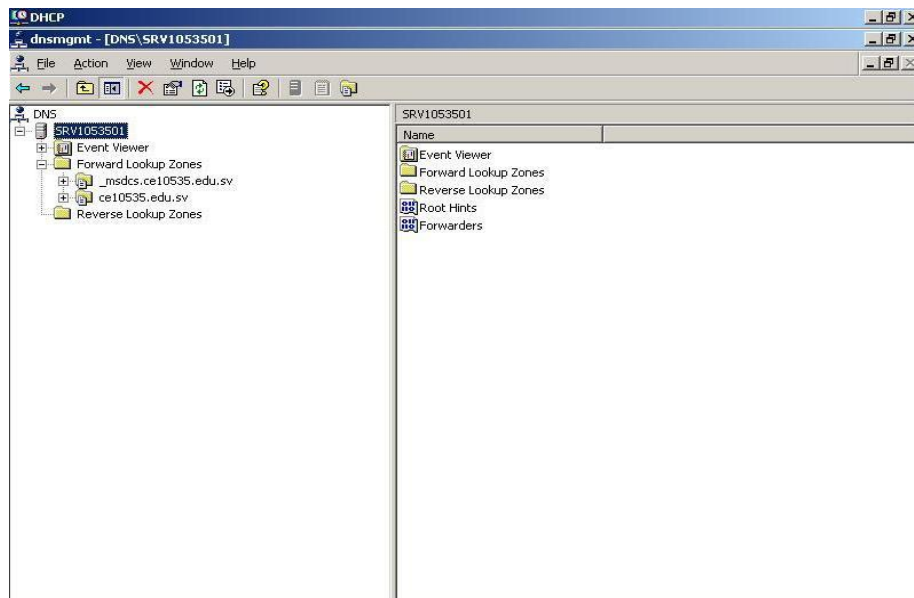 DHCP
dnsmgmt - [DNS\SRV1053501]
File Action View Window Help
DNS
SRV1053501
Event Viewer
Forward Lookup Zones
_msdcs.ce10535.edu.sv
ce10535.edu.sv
Reverse Lookup Zones
SRV1053501
Name
Event Viewer
Forward Lookup Zones
Reverse Lookup Zones
Root Hints
Forwarders